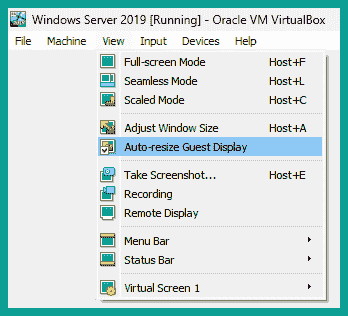 Windows Server 2019 [Running] - Oracle VM VirtualBox
File Machine View Input Devices Help
Full-screen Mode Host+F
Seamless Mode Host+L
Scaled Mode Host+C
Adjust Window Size Host+A
Auto-resize Guest Display
Take Screenshot... Host+E
Recording
Remote Display
Menu Bar
Status Bar
Virtual Screen 1